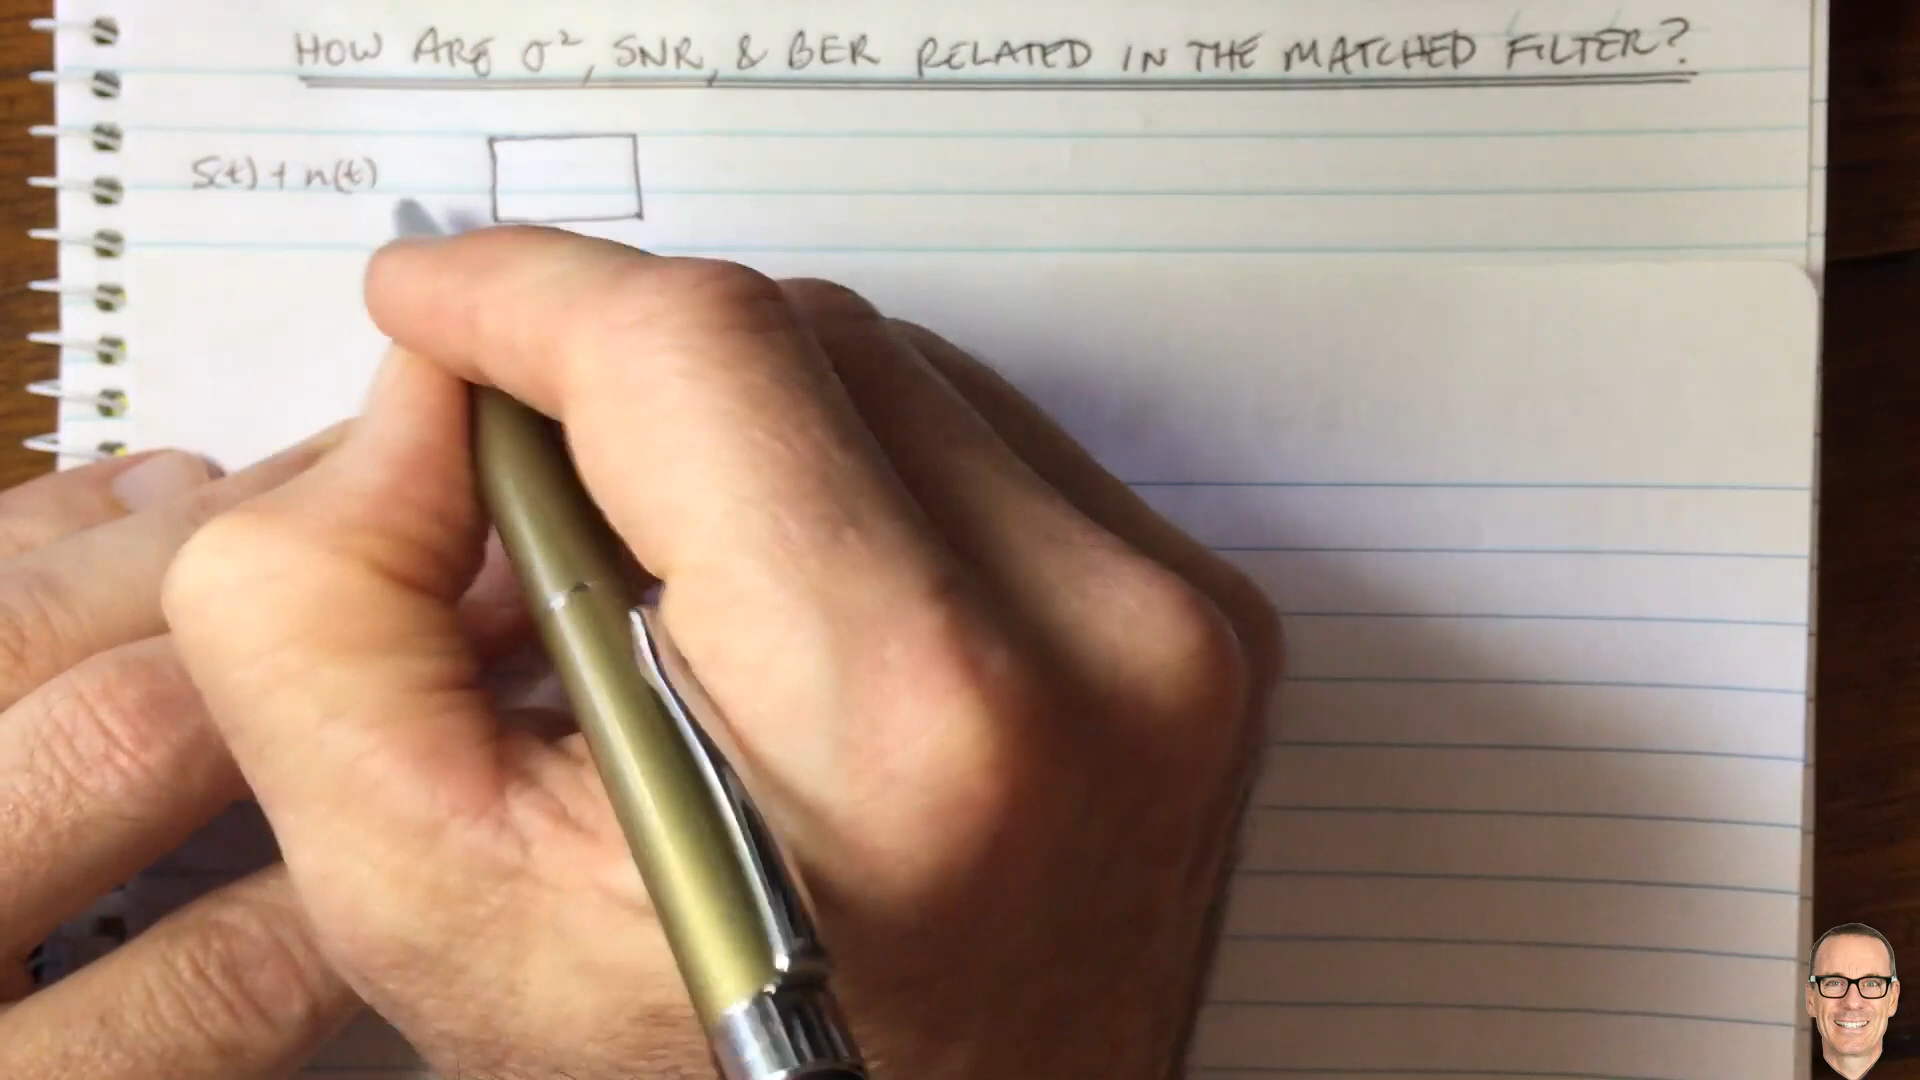 HOW ARE σ², SNR, & BER RELATED IN THE MATCHED FILTER?
s(t) + n(t)